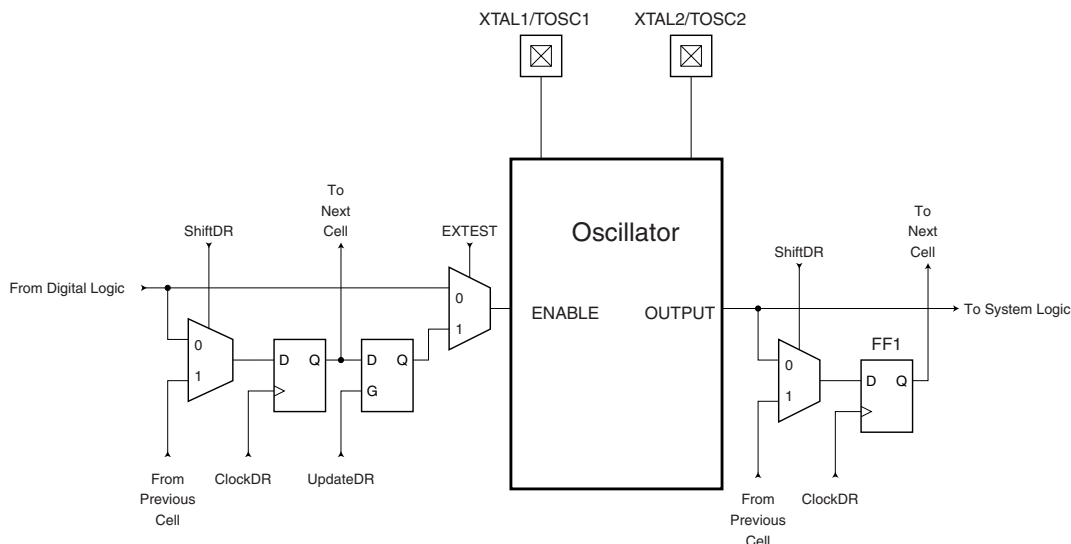 XTAL1/TOSC1
XTAL2/TOSC2
To
Next
Cell
To
Next
Cell
ShiftDR
EXTEST
Oscillator
ShiftDR
From Digital Logic
0
1
ENABLE
OUTPUT
To System Logic
0
1
D Q
D Q
G
FF1
0
1
D Q
From
Previous
Cell
ClockDR
UpdateDR
From
Previous
Cell
ClockDR